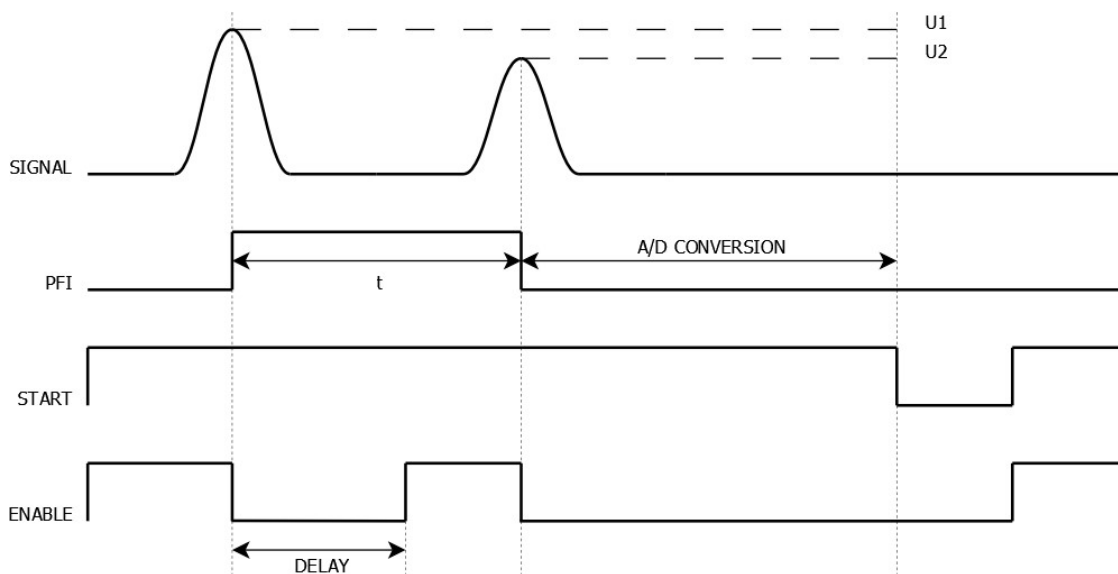 U1
U2
SIGNAL
A/D CONVERSION
PFI
t
START
ENABLE
DELAY